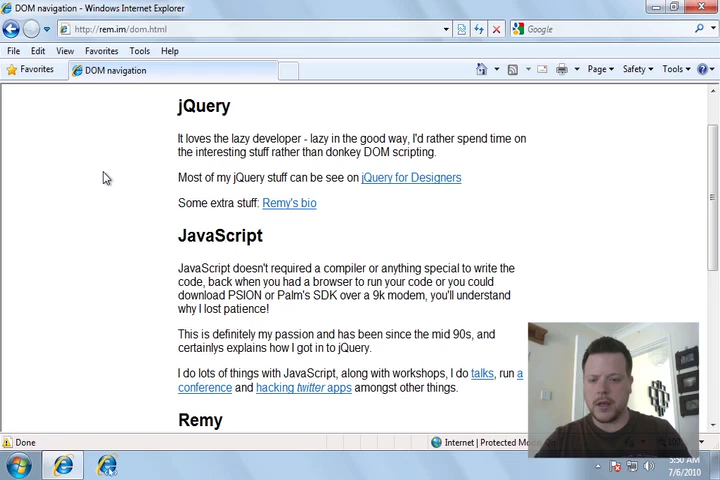 DOM navigation - Windows Internet Explorer
http://rem.im/dom.html
Google
File Edit View Favorites Tools Help
Favorites DOM navigation Page Safety Tools
jQuery
It loves the lazy developer - lazy in the good way, I'd rather spend time on
the interesting stuff rather than donkey DOM scripting.
Most of my jQuery stuff can be see on jQuery for Designers
Some extra stuff: Remy's bio
JavaScript
JavaScript doesn't required a compiler or anything special to write the
code, back when you had a browser to run your code or you could
download PSION or Palm's SDK over a 9k modem, you'll understand
why I lost patience!
This is definitely my passion and has been since the mid 90s, and
certainlys explains how I got in to jQuery.
I do lots of things with JavaScript, along with workshops, I do talks, run a
conference and hacking twitter apps amongst other things.
Remy
Done Internet | Protected
5:50 AM
7/6/2010